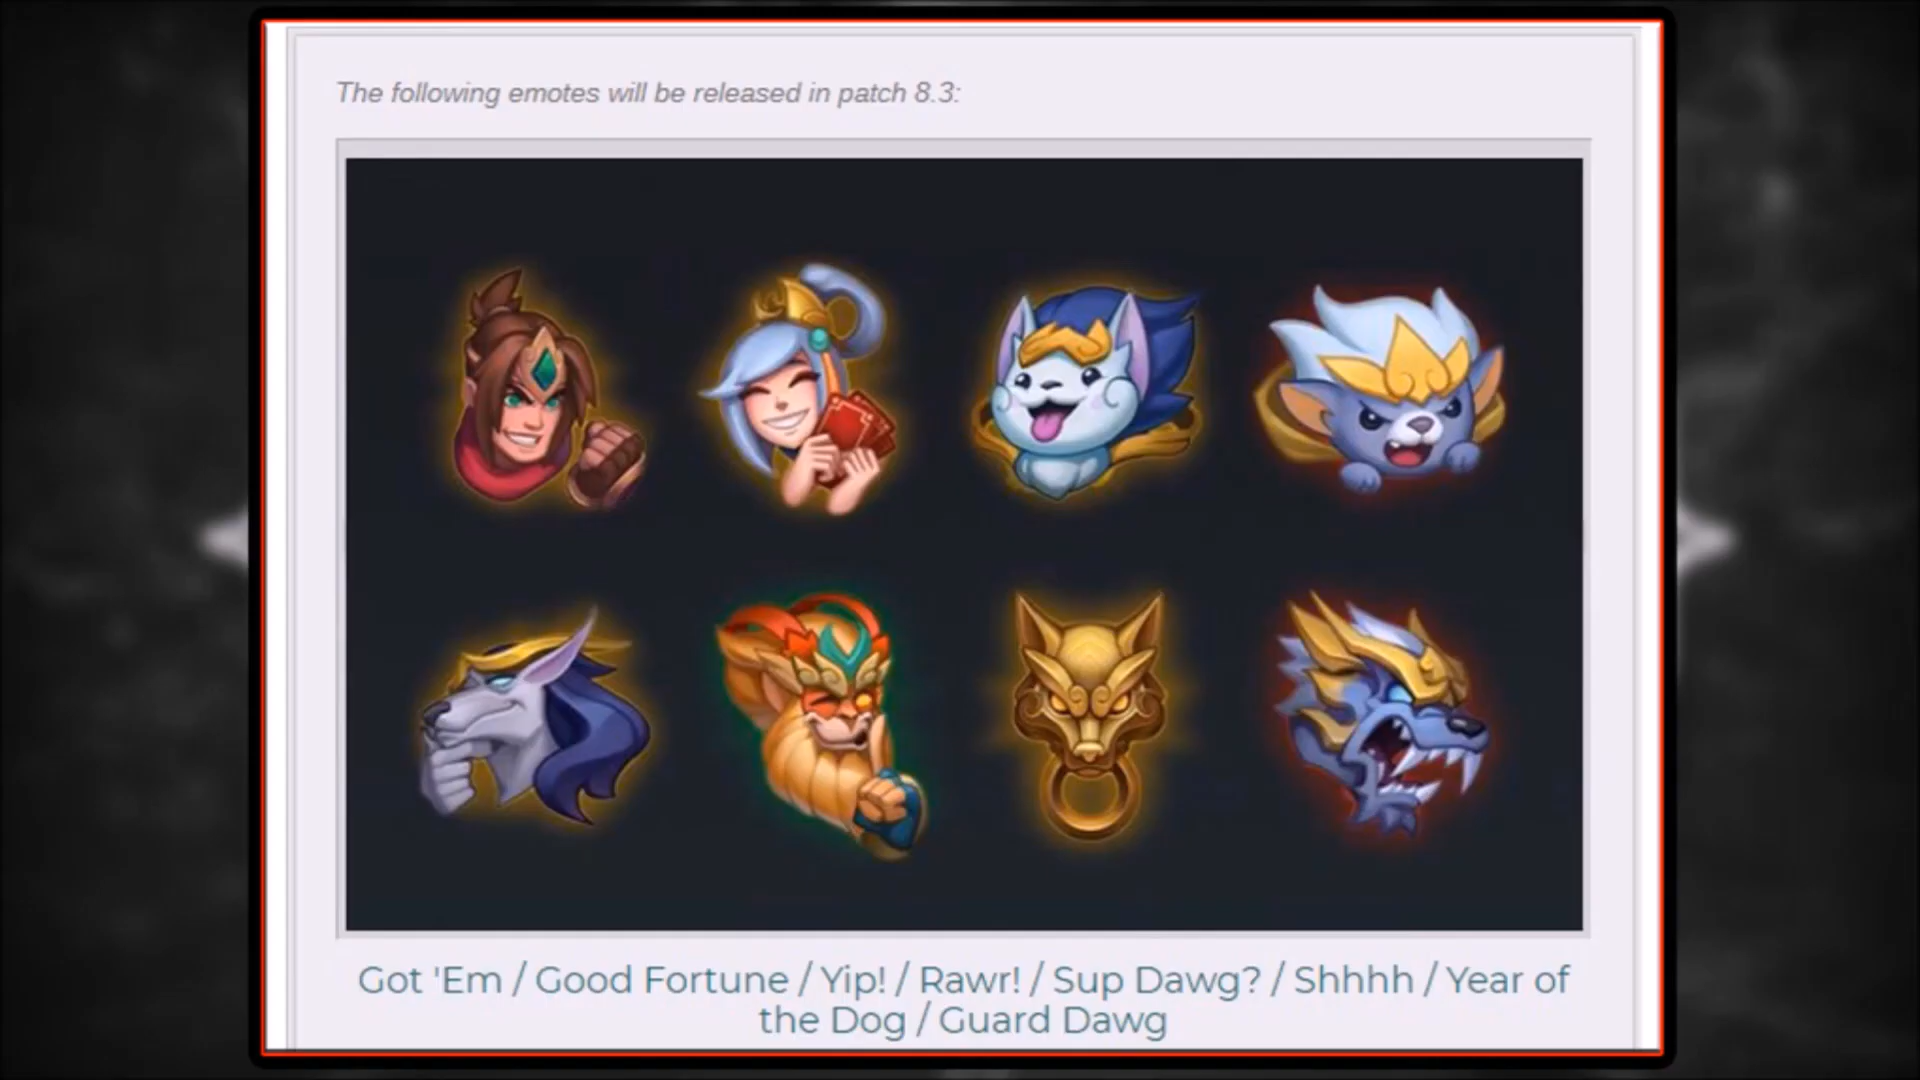 The following emotes will be released in patch 8.3:
Got 'Em / Good Fortune / Yip! / Rawr! / Sup Dawg? / Shhhh / Year of
the Dog / Guard Dawg